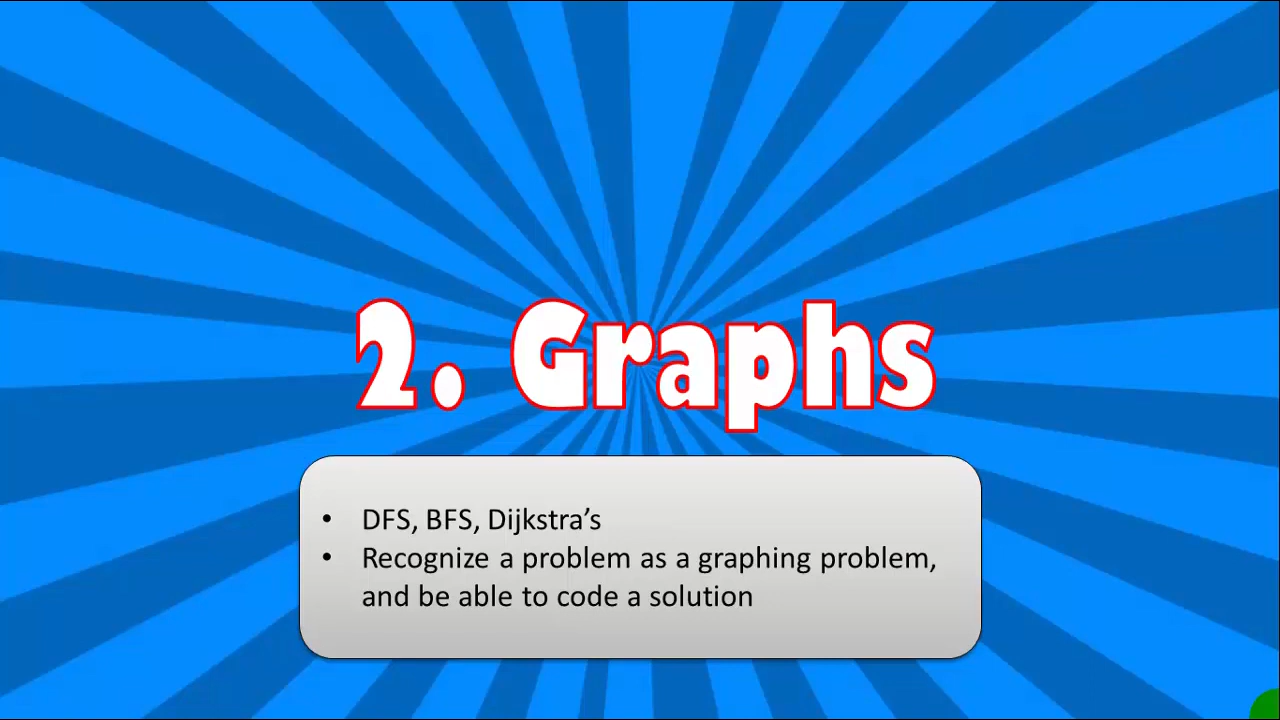 2. Graphs
• DFS, BFS, Dijkstra’s
• Recognize a problem as a graphing problem,
and be able to code a solution